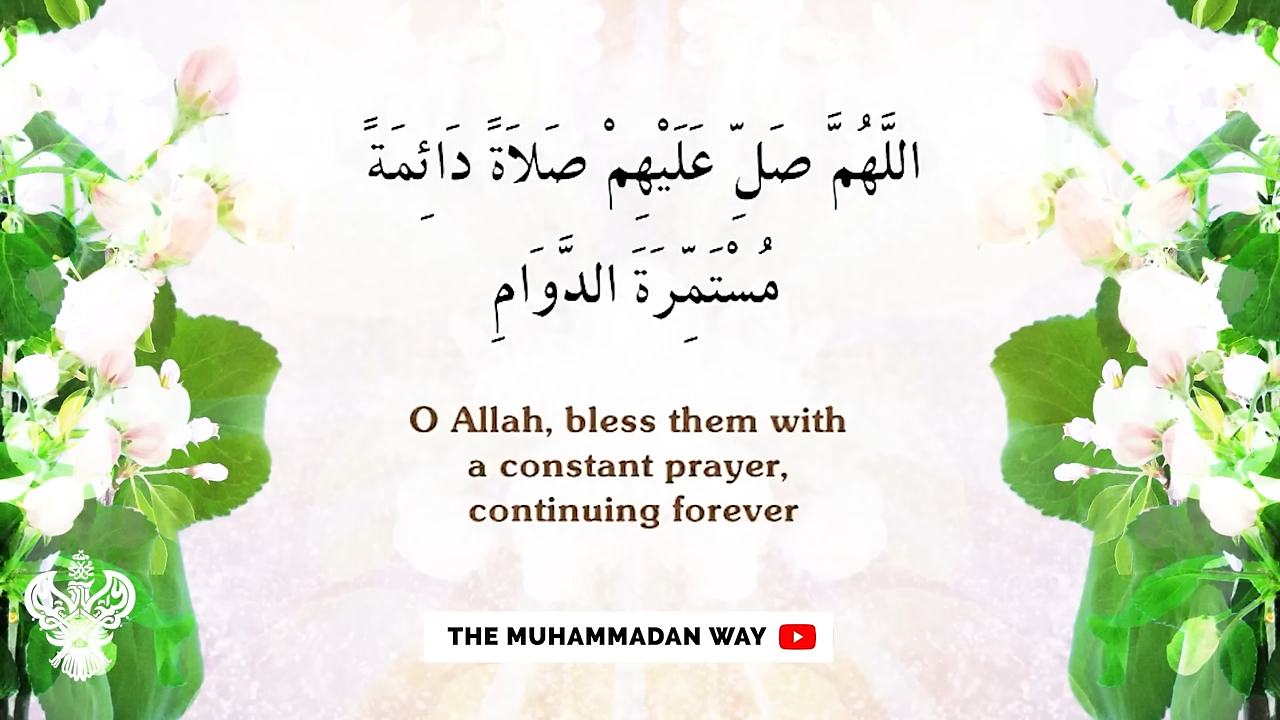 اللَّهُمَّ صَلِّ عَلَيْهِمْ صَلَاةً دَائِمَةً
مُسْتَمِّرَةَ الدَّوَامِ
O Allah, bless them with
a constant prayer,
continuing forever
THE MUHAMMADAN WAY